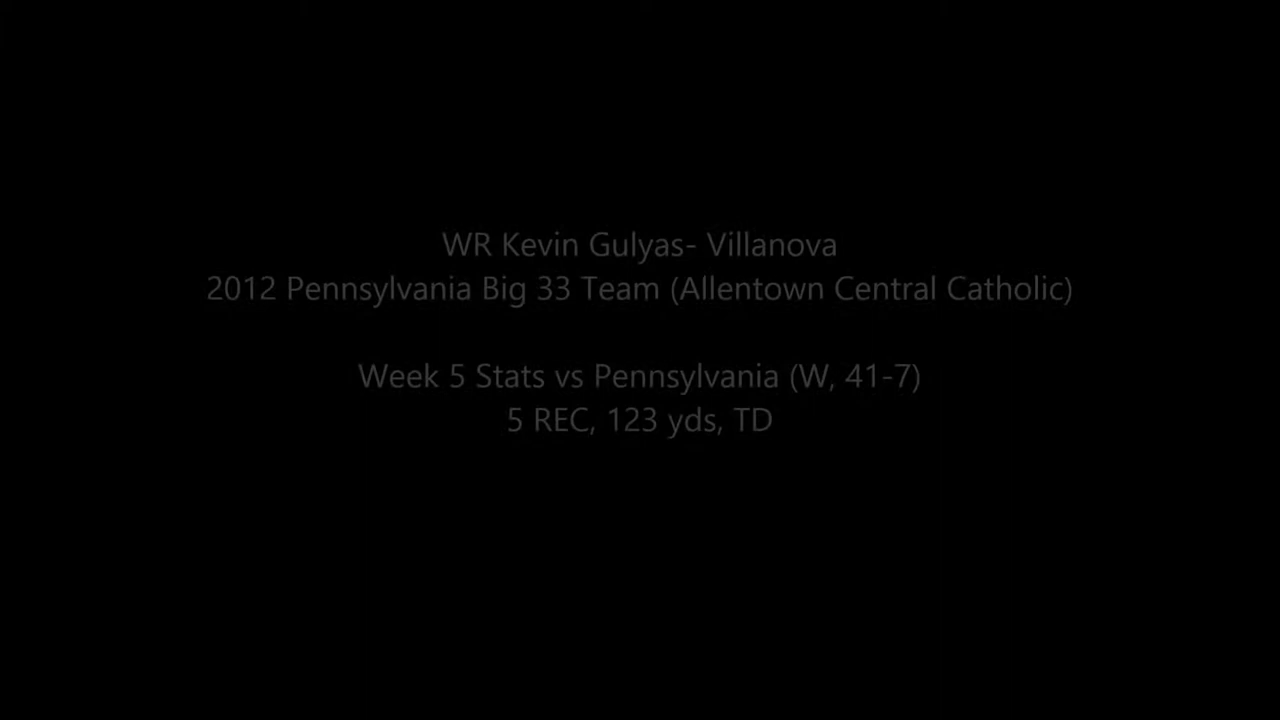 WR Kevin Gulyas- Villanova
2012 Pennsylvania Big 33 Team (Allentown Central Catholic)
Week 5 Stats vs Pennsylvania (W, 41-7)
5 REC, 123 yds, TD